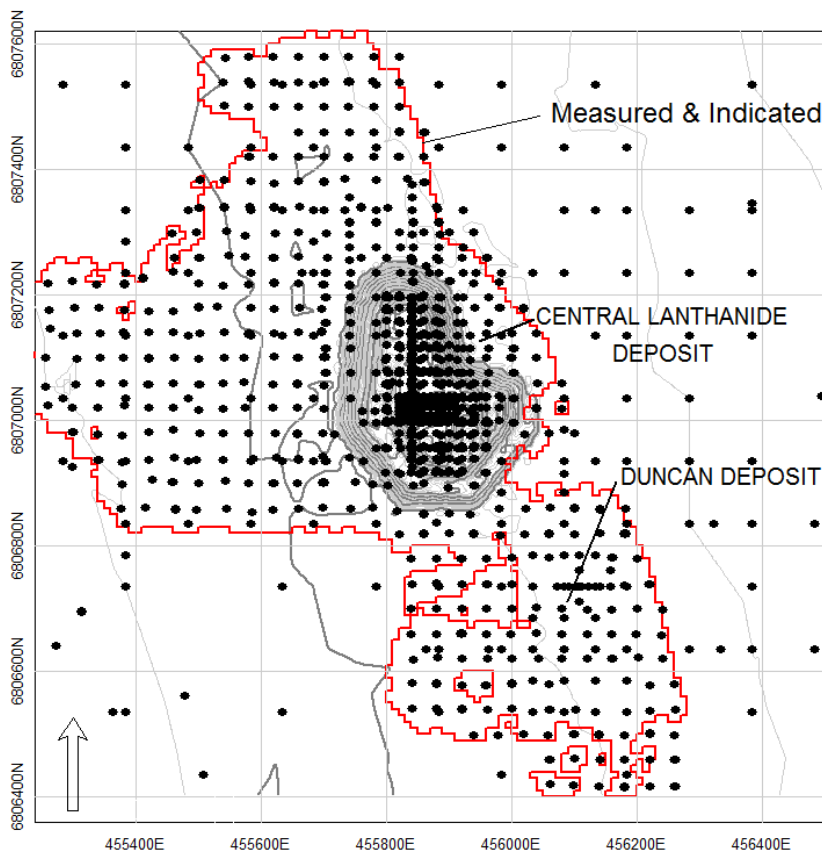 6807600N
Measured & Indicated
6807400N
6807200N
CENTRAL LANTHANIDE
DEPOSIT
6807000N
DUNCAN DEPOSIT
6806800N
6806600N
6806400N
455400E
455600E
455800E
456000E
456200E
456400E